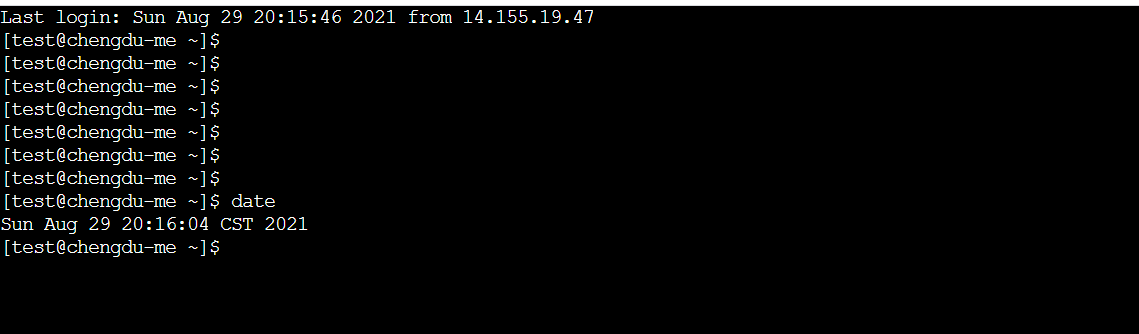 Last login: Sun Aug 29 20:15:46 2021 from 14.155.19.47
[test@chengdu-me ~]$
[test@chengdu-me ~]$
[test@chengdu-me ~]$
[test@chengdu-me ~]$
[test@chengdu-me ~]$
[test@chengdu-me ~]$
[test@chengdu-me ~]$
[test@chengdu-me ~]$ date
Sun Aug 29 20:16:04 CST 2021
[test@chengdu-me ~]$